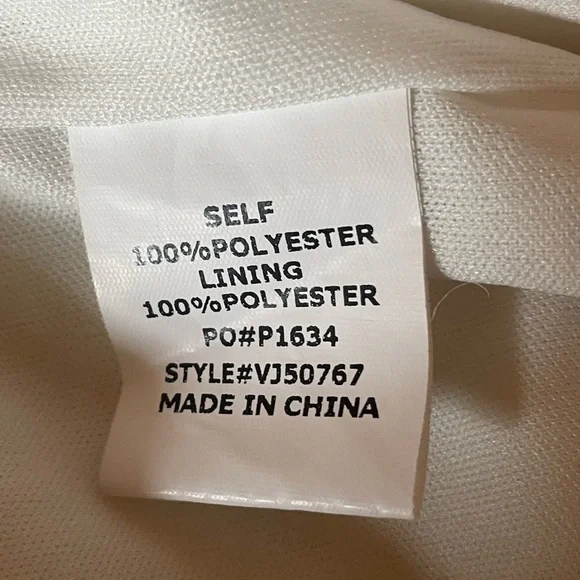 SELF
100%POLYESTER
LINING
100%POLYESTER
PO#P1634
STYLE#VJ50767
MADE IN CHINA